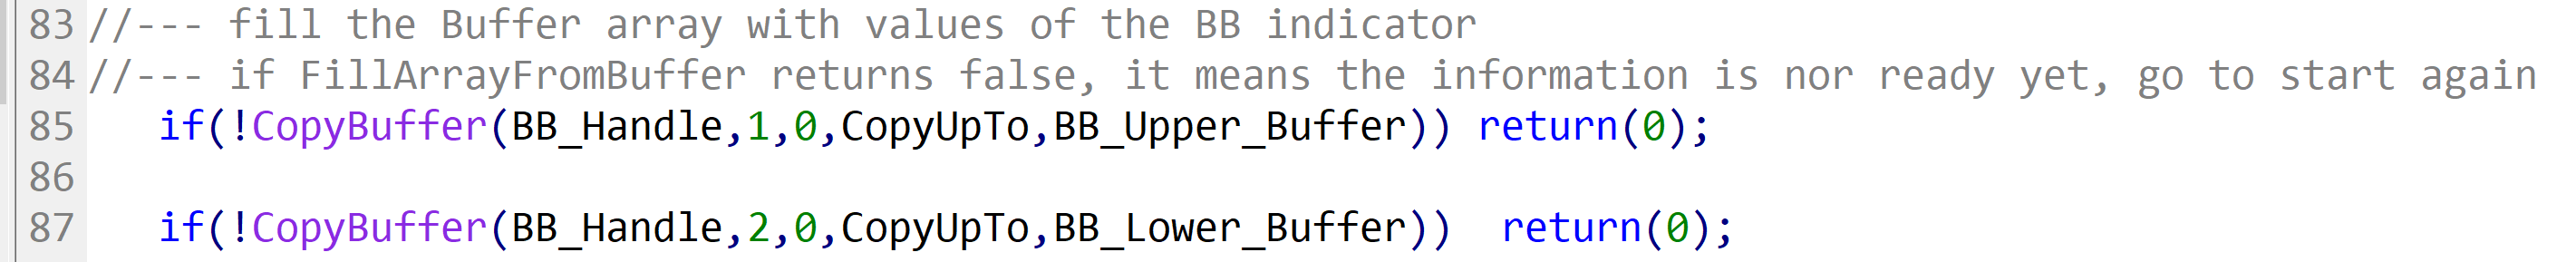 83 //--- fill the Buffer array with values of the BB indicator
84 //--- if FillArrayFromBuffer returns false, it means the information is nor ready yet, go to start again
85    if(!CopyBuffer(BB_Handle,1,0,CopyUpTo,BB_Upper_Buffer)) return(0);
86
87    if(!CopyBuffer(BB_Handle,2,0,CopyUpTo,BB_Lower_Buffer))  return(0);